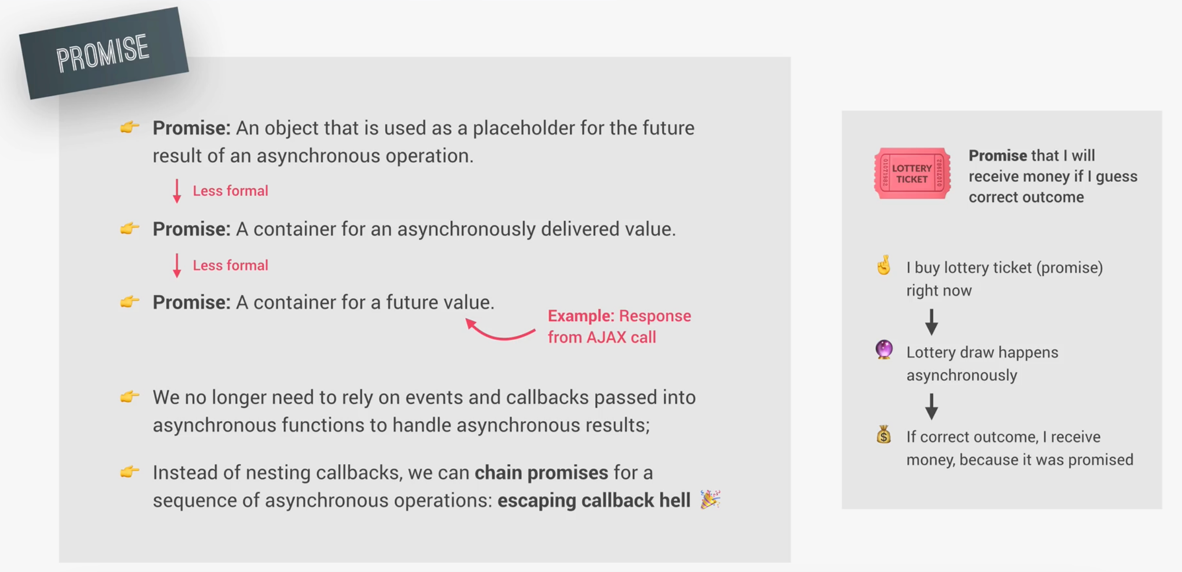 PROMISE
Promise: An object that is used as a placeholder for the future
result of an asynchronous operation.
Less formal
Promise: A container for an asynchronously delivered value.
Less formal
Promise: A container for a future value.
Example: Response
from AJAX call
We no longer need to rely on events and callbacks passed into
asynchronous functions to handle asynchronous results;
Instead of nesting callbacks, we can chain promises for a
sequence of asynchronous operations: escaping callback hell 🎉
LOTTERY
TICKET
Promise that I will
receive money if I guess
correct outcome
I buy lottery ticket (promise)
right now
Lottery draw happens
asynchronously
If correct outcome, I receive
money, because it was promised